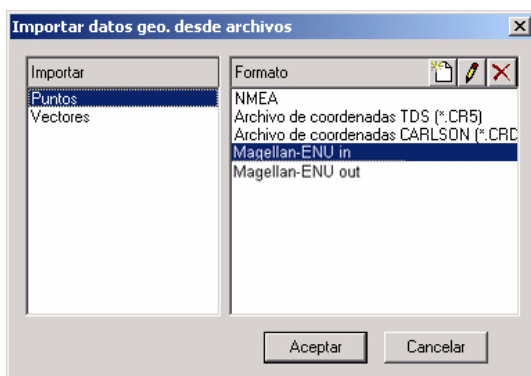 Importar datos geo. desde archivos
Importar
Puntos
Vectores
Formato
NMEA
Archivo de coordenadas TDS (*.CR5)
Archivo de coordenadas CARLSON (*.CRD
Magellan-ENU in
Magellan-ENU out
Aceptar
Cancelar